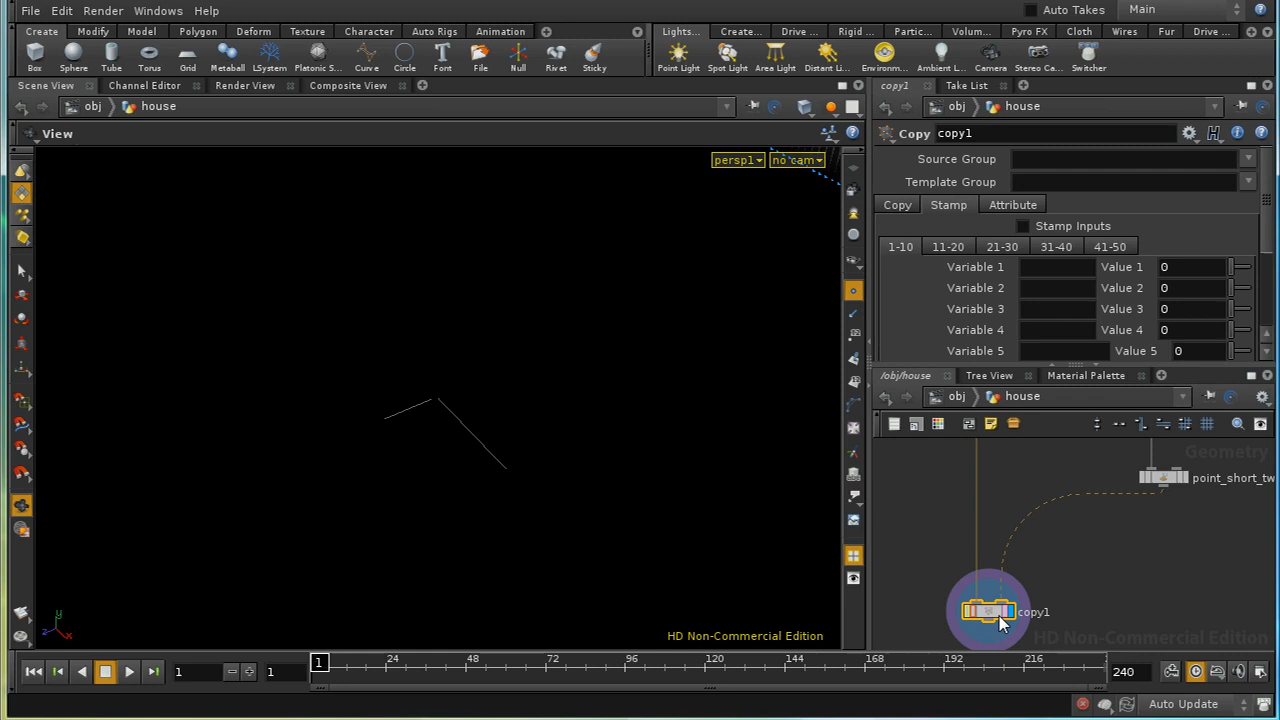 File Edit Render Windows Help Auto Takes Main
Create Modify Model Polygon Deform Texture Character Auto Rigs Animation Lights... Create... Drive ... Rigid ... Partic... Volum... Pyro FX Cloth Wires Fur Drive ...
Box Sphere Tube Torus Grid Metaball LSystem Platonic S... Curve Circle Font File Null Rivet Sticky Point Light Spot Light Area Light Distant Li... Environm... Ambient L... Camera Stereo Ca... Switcher
Scene View Channel Editor Render View Composite View copy1 Take List
obj house obj house
View Copy copy1
persp1 no cam
Source Group
Template Group
Copy Stamp Attribute
Stamp Inputs
1-10 11-20 21-30 31-40 41-50
Variable 1 Value 1 0
Variable 2 Value 2 0
Variable 3 Value 3 0
Variable 4 Value 4 0
Variable 5 Value 5 0
/obj/house Tree View Material Palette
obj house
Geometry
point_short_tw
copy1
HD Non-Commercial Edition
HD Non-Commercial Edition
y
z x
1 1 1 24 48 72 96 120 144 168 192 216 240
Auto Update